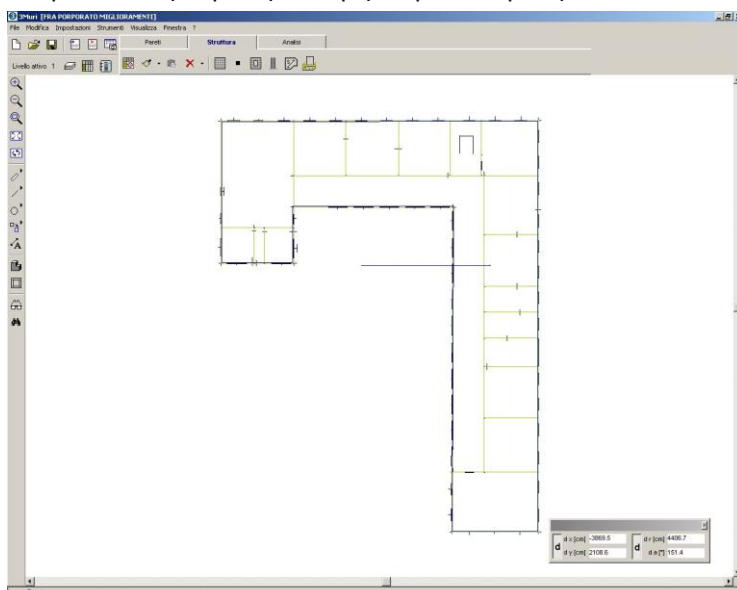 3Muri [FRA PORPORATO MIGLIORAMENTI]
File Modifica Impostazioni Strumenti Visualizza Finestra ?
Pareti Struttura Analisi
Livello attivo 1
A
d x [cm] -3869.5 d r [cm] 4406.7
d d
d y [cm] 2108.6 d α [°] 151.4